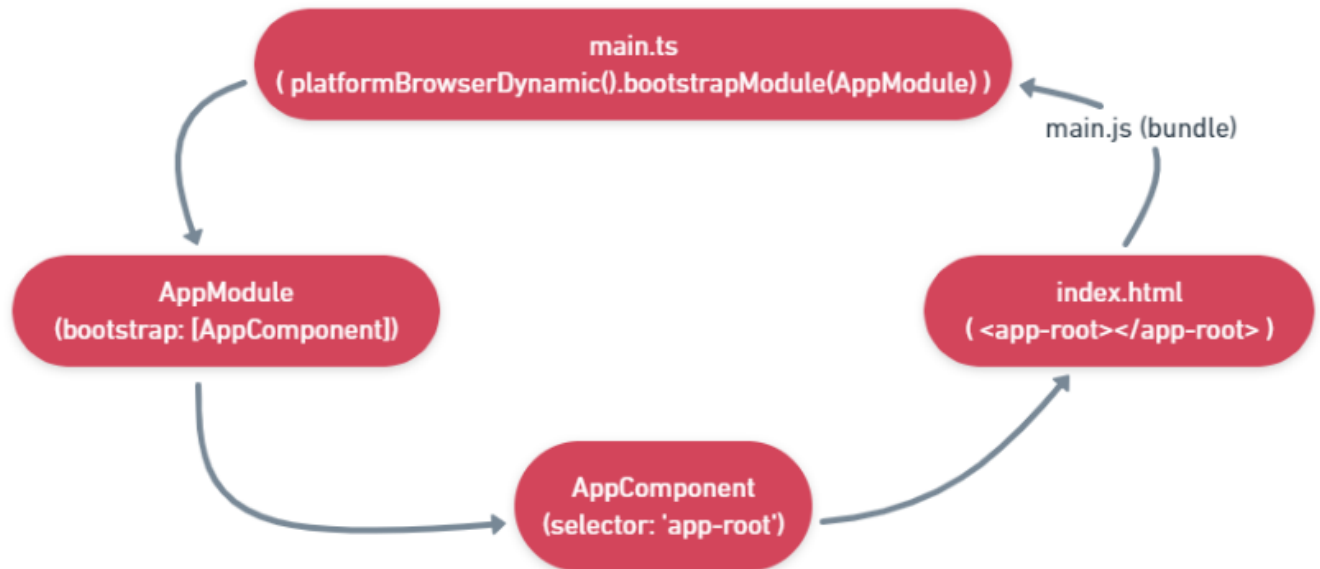 main.ts
( platformBrowserDynamic().bootstrapModule(AppModule) )
main.js (bundle)
AppModule
(bootstrap: [AppComponent])
index.html
( <app-root></app-root> )
AppComponent
(selector: 'app-root')